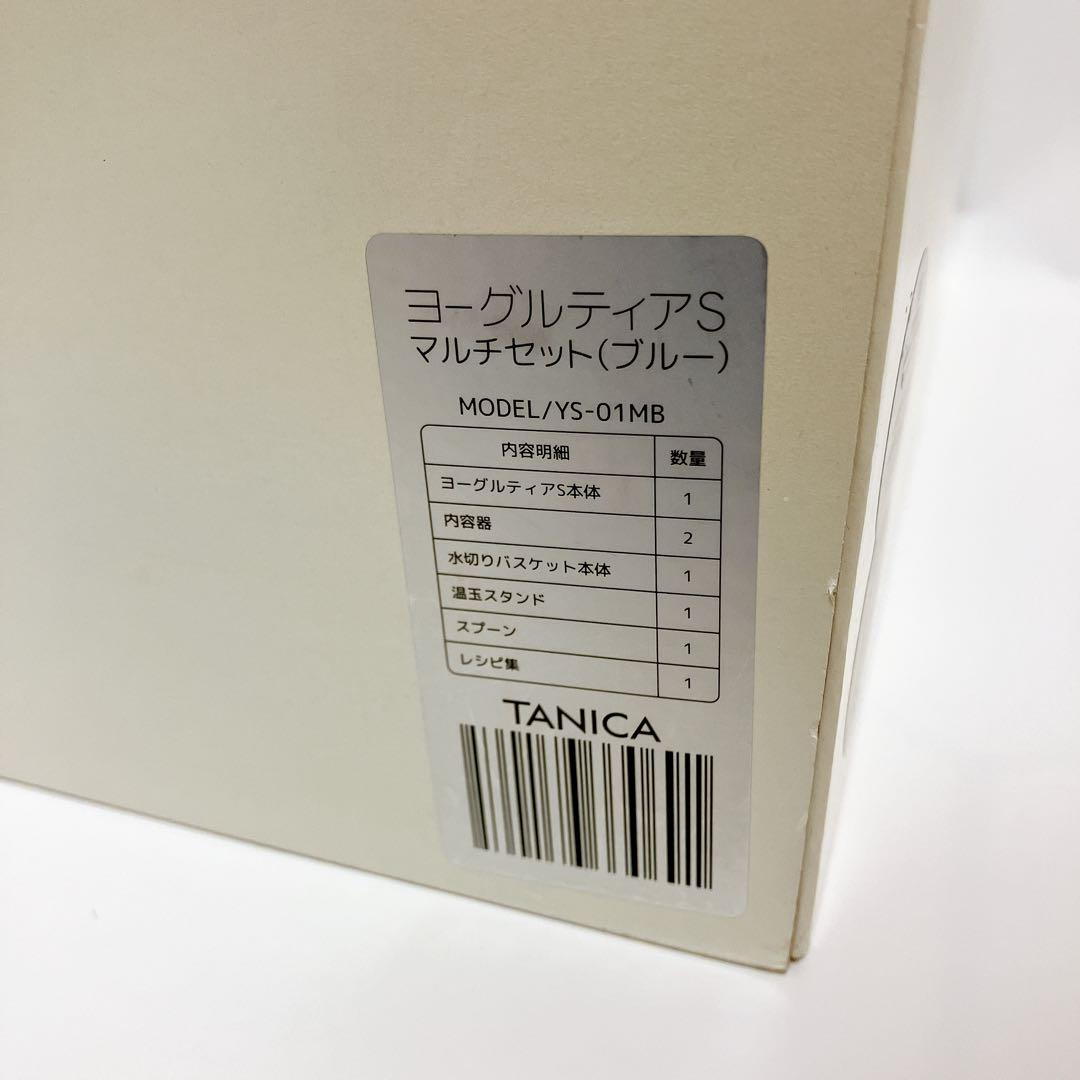 ヨーグルティアS
マルチセット(ブルー)
MODEL/YS-01MB
内容明細 数量
ヨーグルティアS本体 1
内容器 2
水切りバスケット本体 1
温玉スタンド 1
スプーン 1
レシピ集 1
TANICA